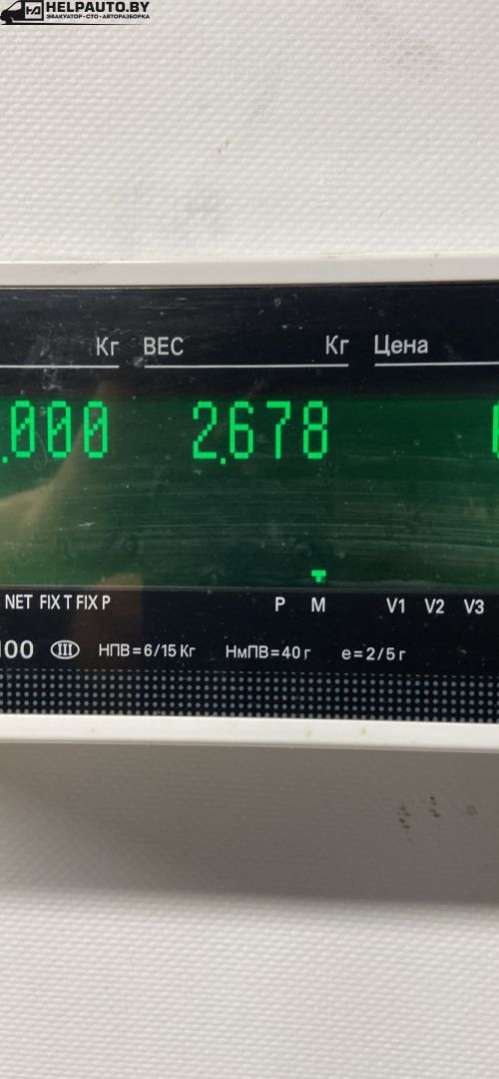 HELPAUTO.BY
ЭВАКУАТОР-СТО-АВТОРАЗБОРКА
Кг ВЕС Кг Цена
.000 2.678
NET FIX T FIX P P M V1 V2 V3
100 III НПВ=6/15 Кг НмПВ=40 г e=2/5 г